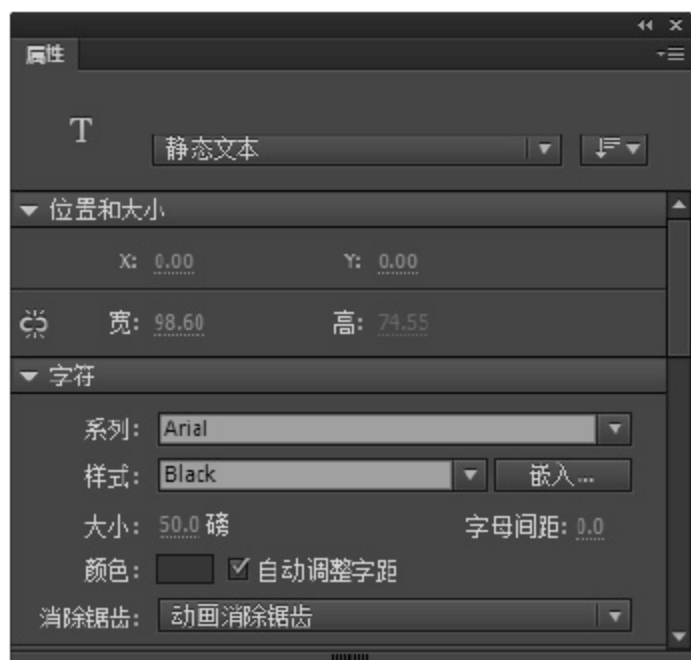 属性
T
静态文本
位置和大小
X: 0.00 Y: 0.00
宽: 98.60 高: 74.55
字符
系列: Arial
样式: Black 嵌入...
大小: 50.0 磅 字母间距: 0.0
颜色: 自动调整字距
消除锯齿: 动画消除锯齿